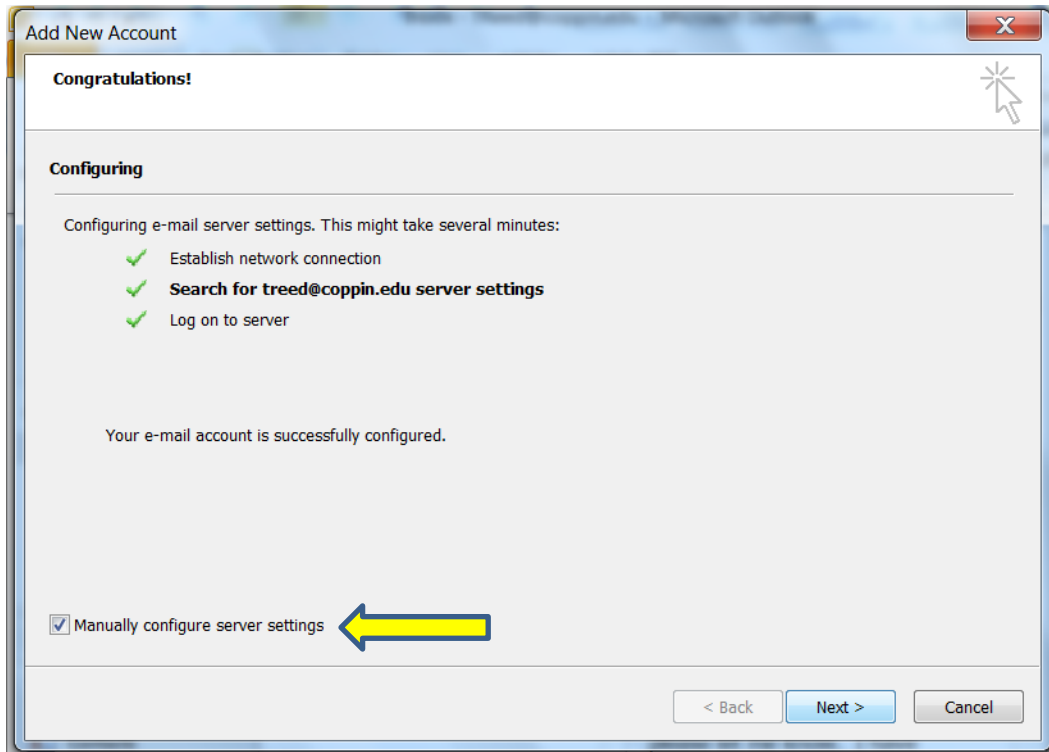 Add New Account
Congratulations!
Configuring
Configuring e-mail server settings. This might take several minutes:
Establish network connection
Search for treed@coppin.edu server settings
Log on to server
Your e-mail account is successfully configured.
Manually configure server settings
< Back
Next >
Cancel